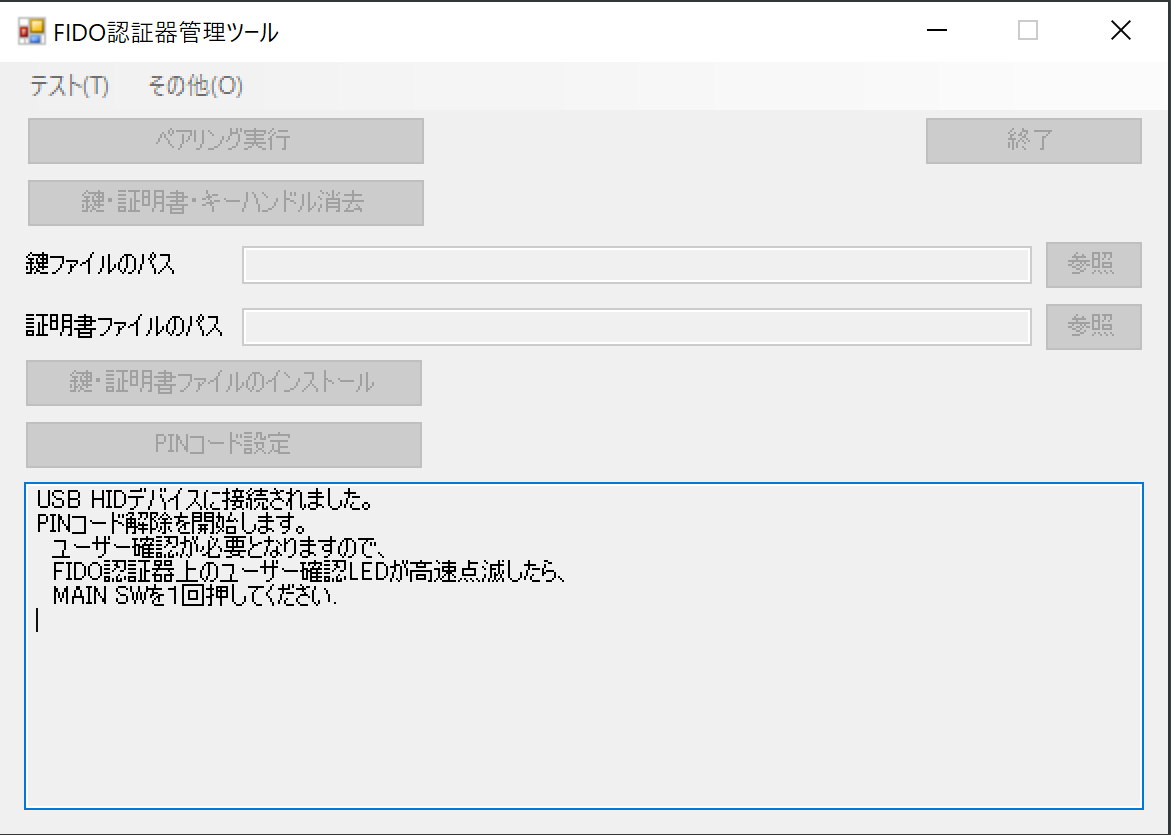 FIDO認証器管理ツール
テスト(T) その他(O)
ペアリング実行
終了
鍵・証明書・キーハンドル消去
鍵ファイルのパス
参照
証明書ファイルのパス
参照
鍵・証明書ファイルのインストール
PINコード設定
USB HIDデバイスに接続されました。
PINコード解除を開始します。
ユーザー確認が必要となりますので、
FIDO認証器上のユーザー確認LEDが高速点滅したら、
MAIN SWを1回押してください.